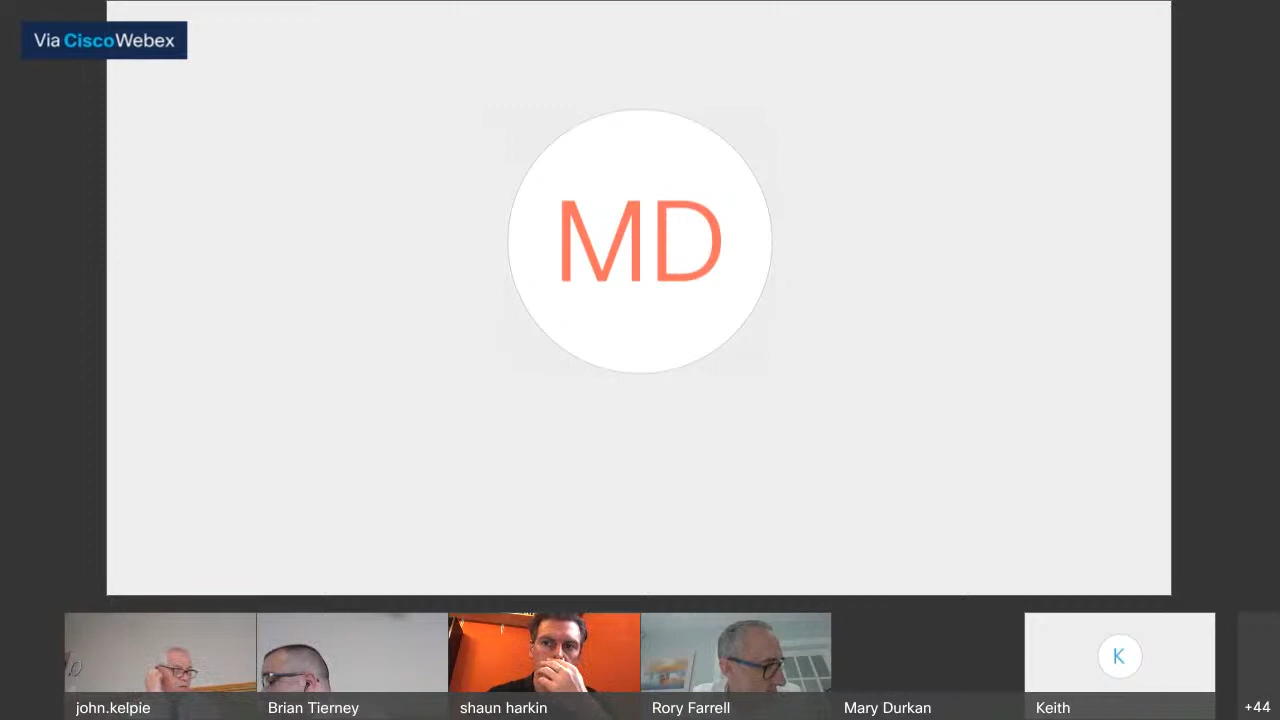 Via CiscoWebex
MD
K
john.kelpie
Brian Tierney
shaun harkin
Rory Farrell
Mary Durkan
Keith
+44